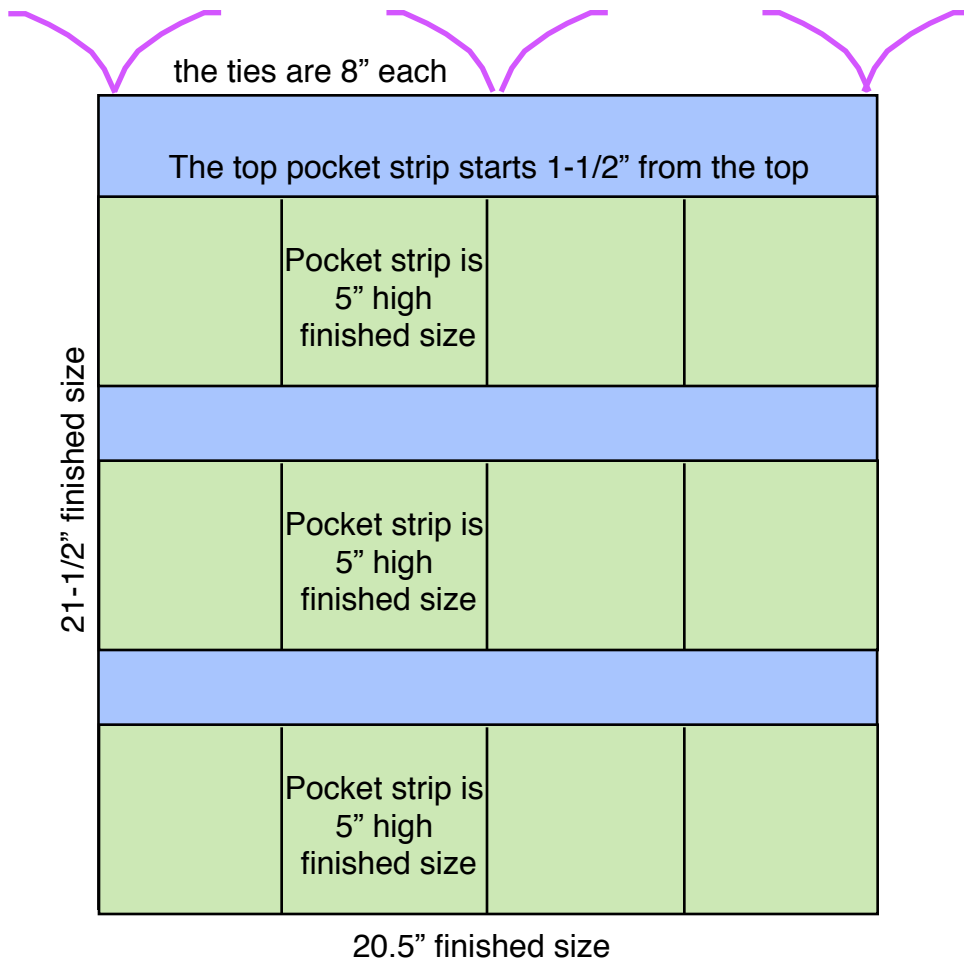 the ties are 8” each
The top pocket strip starts 1-1/2” from the top
Pocket strip is
5” high
finished size
21-1/2” finished size
Pocket strip is
5” high
finished size
Pocket strip is
5” high
finished size
20.5” finished size